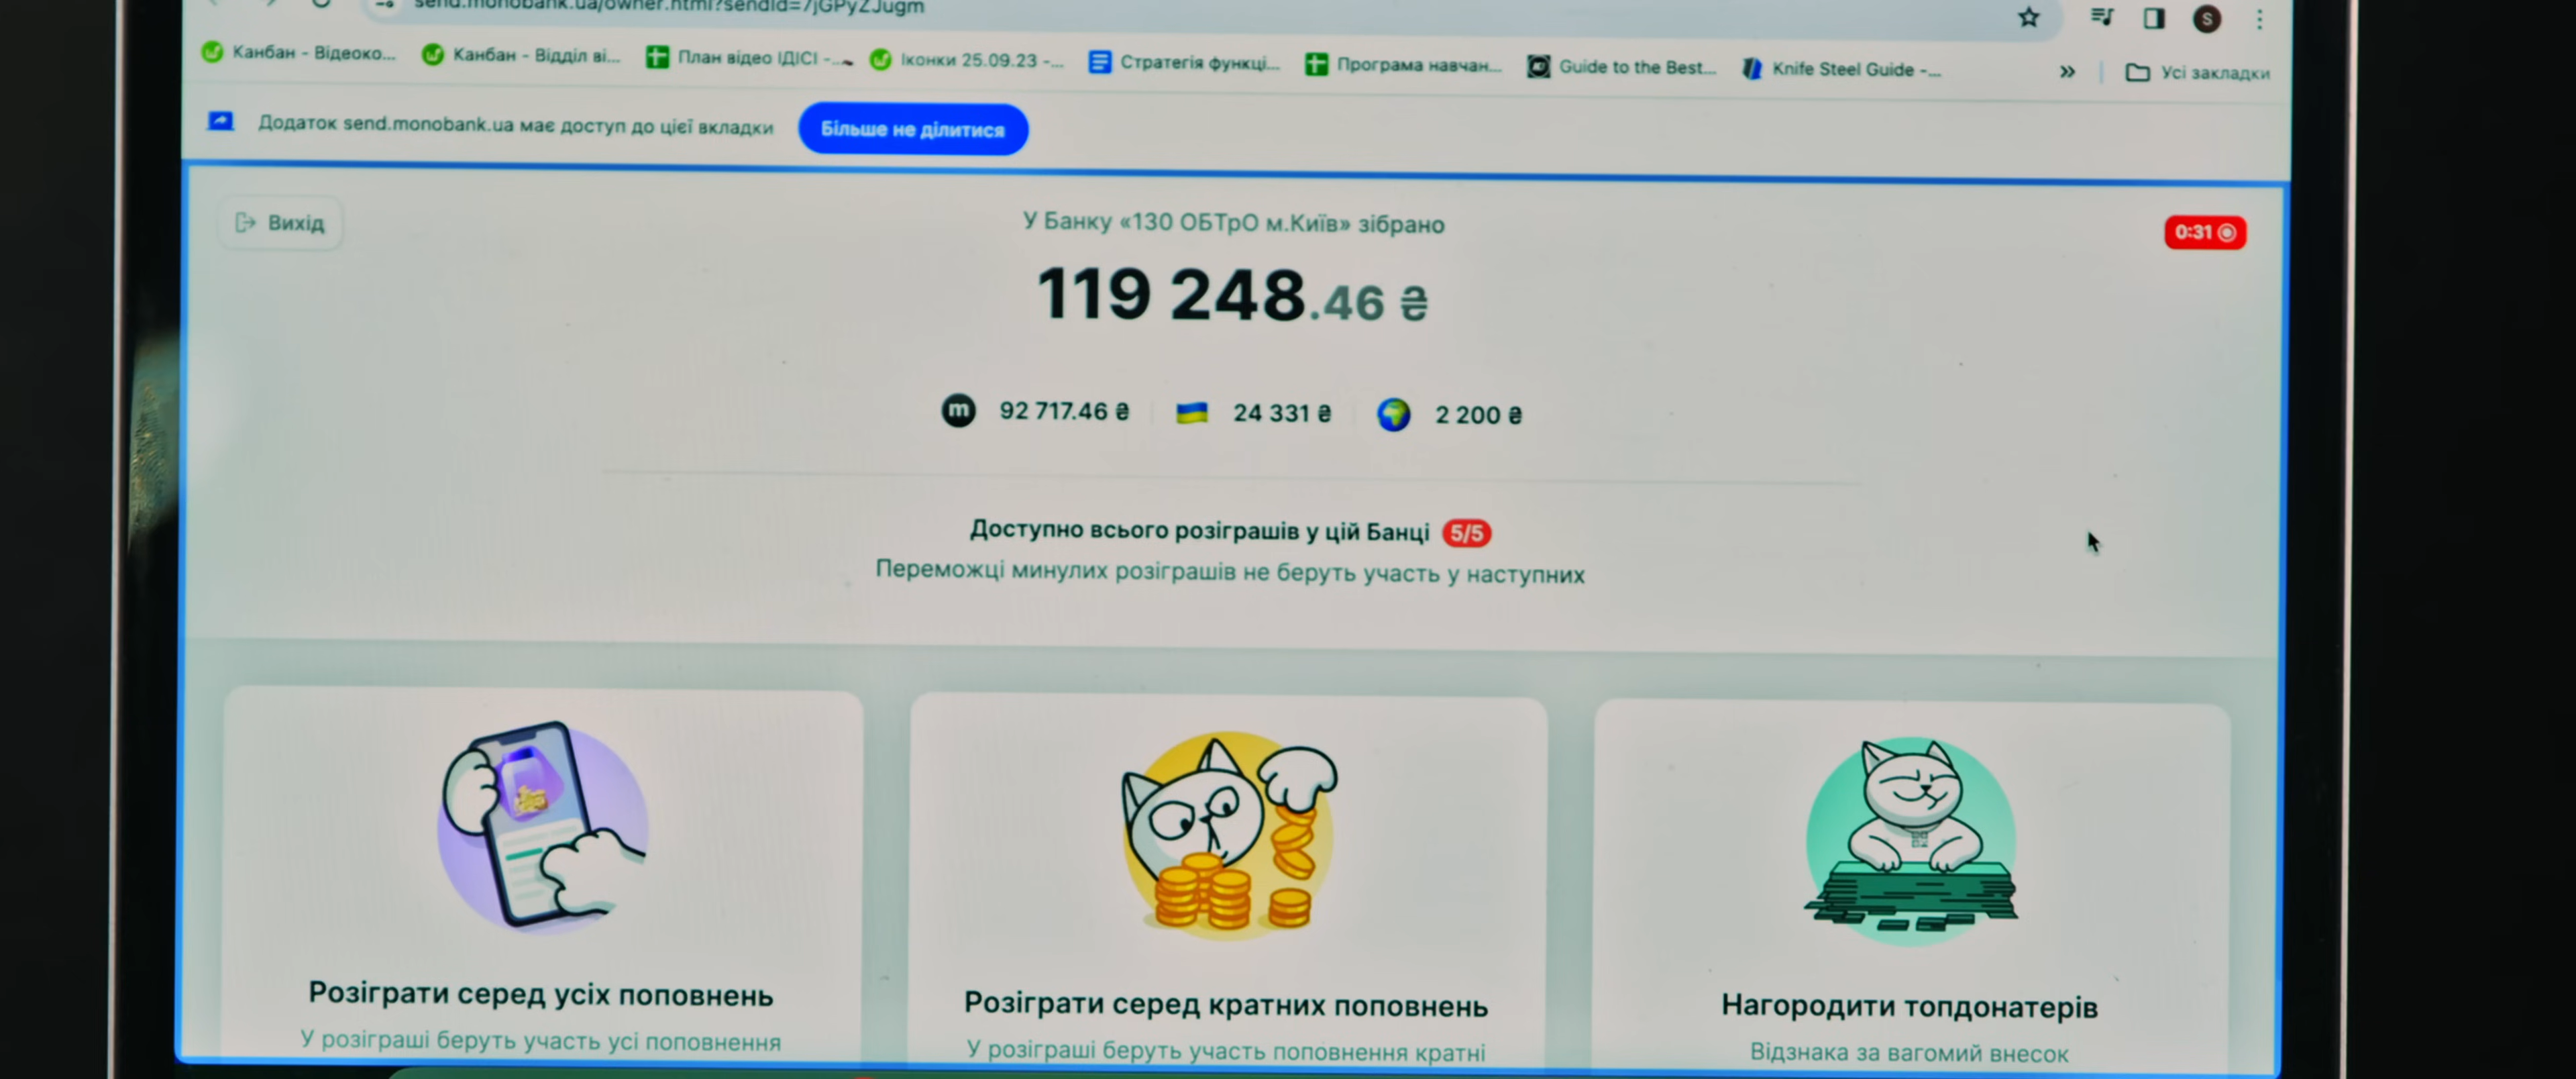 send.monobank.ua/owner.html?sendId=7jGPyZJugm
S
Канбан - Відеоко...
Канбан - Відділ ві...
План відео ІДІСІ -...
Іконки 25.09.23 -...
Стратегія функці...
Програма навчан...
Guide to the Best...
Knife Steel Guide -...
»
Усі закладки
Додаток send.monobank.ua має доступ до цієї вкладки
Більше не ділитися
Вихід
У Банку «130 ОБТрО м.Київ» зібрано
0:31
119 248.46 ₴
m 92 717.46 ₴
24 331 ₴
2 200 ₴
Доступно всього розіграшів у цій Банці 5/5
Переможці минулих розіграшів не беруть участь у наступних
Розіграти серед усіх поповнень
У розіграші беруть участь усі поповнення
Розіграти серед кратних поповнень
У розіграші беруть участь поповнення кратні
Нагородити топдонатерів
Відзнака за вагомий внесок